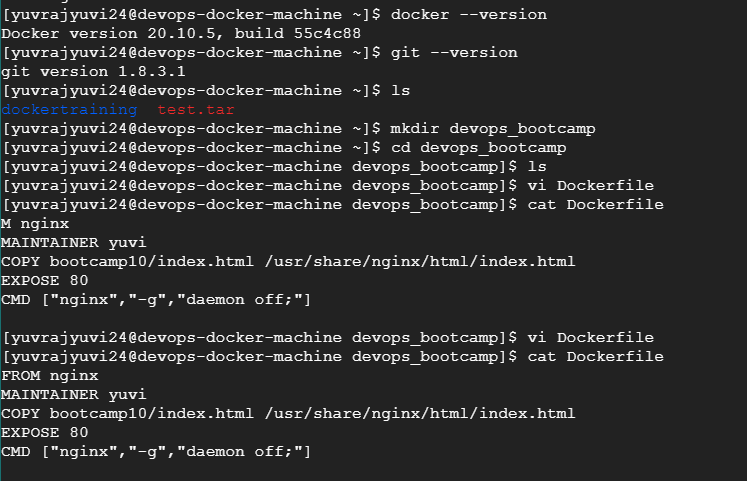 [yuvrajyuvi24@devops-docker-machine ~]$ docker --version
Docker version 20.10.5, build 55c4c88
[yuvrajyuvi24@devops-docker-machine ~]$ git --version
git version 1.8.3.1
[yuvrajyuvi24@devops-docker-machine ~]$ ls
dockertraining  test.tar
[yuvrajyuvi24@devops-docker-machine ~]$ mkdir devops_bootcamp
[yuvrajyuvi24@devops-docker-machine ~]$ cd devops_bootcamp
[yuvrajyuvi24@devops-docker-machine devops_bootcamp]$ ls
[yuvrajyuvi24@devops-docker-machine devops_bootcamp]$ vi Dockerfile
[yuvrajyuvi24@devops-docker-machine devops_bootcamp]$ cat Dockerfile
M nginx
MAINTAINER yuvi
COPY bootcamp10/index.html /usr/share/nginx/html/index.html
EXPOSE 80
CMD ["nginx","-g","daemon off;"]
[yuvrajyuvi24@devops-docker-machine devops_bootcamp]$ vi Dockerfile
[yuvrajyuvi24@devops-docker-machine devops_bootcamp]$ cat Dockerfile
FROM nginx
MAINTAINER yuvi
COPY bootcamp10/index.html /usr/share/nginx/html/index.html
EXPOSE 80
CMD ["nginx","-g","daemon off;"]